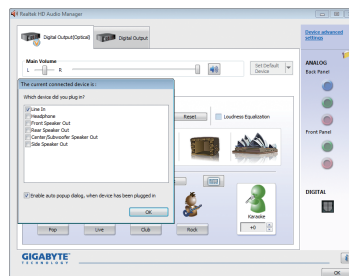 Realtek HD Audio Manager
Digital Output(Optical)
Digital Output
Device advanced
settings
Main Volume
L
R
Set Default
Device
ANALOG
Back Panel
The current connected device is :
Which device did you plug in?
Line In
Headphone
Front Speaker Out
Rear Speaker Out
Center/Subwoofer Speaker Out
Side Speaker Out
Reset
Loudness Equalization
Front Panel
Enable auto popup dialog, when device has been plugged in
OK
DIGITAL
Karaoke
Pop
Live
Club
Rock
+0
GIGABYTE
TECHNOLOGY
OK